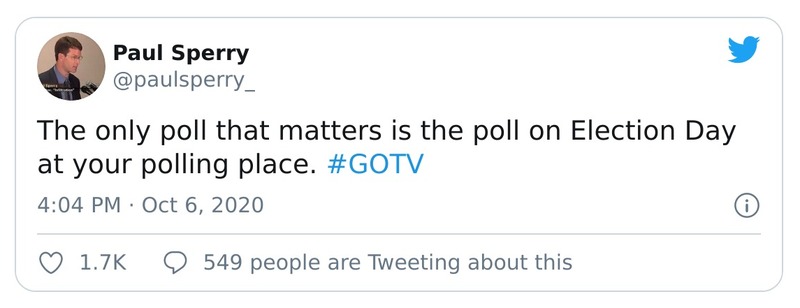 Paul Sperry
@paulsperry_
The only poll that matters is the poll on Election Day
at your polling place. #GOTV
4:04 PM · Oct 6, 2020
1.7K 549 people are Tweeting about this